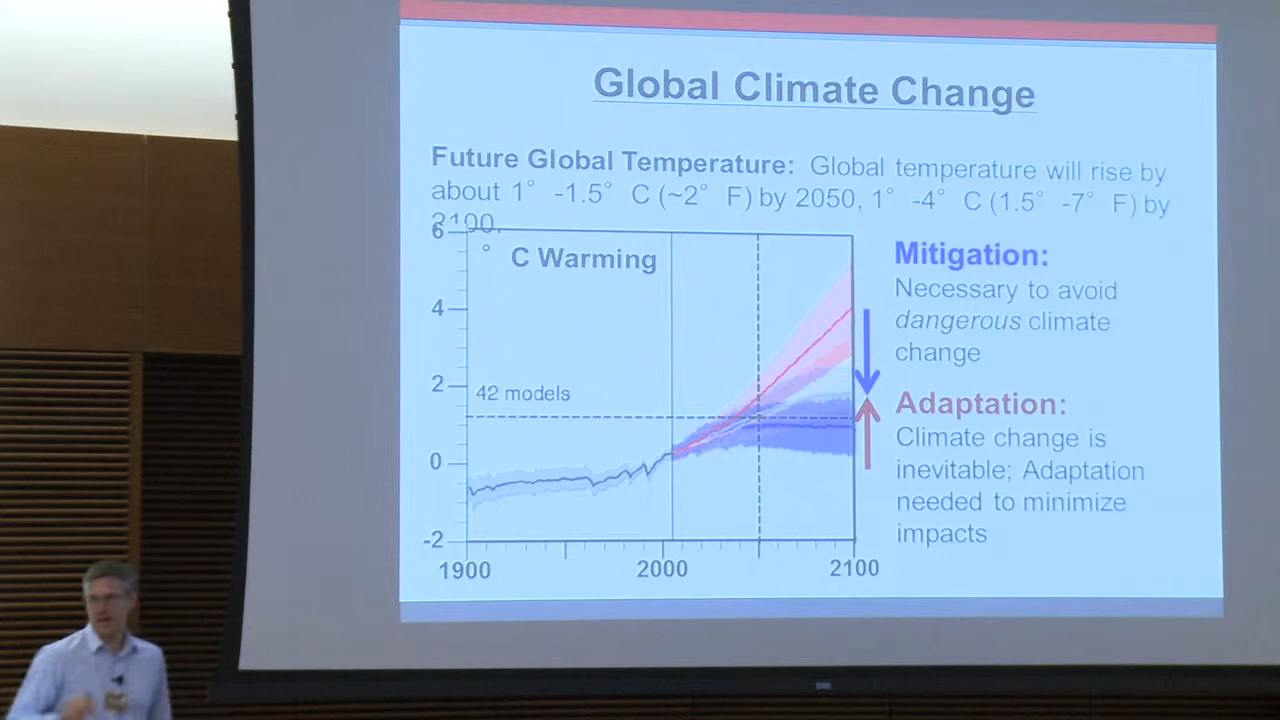 Global Climate Change
Future Global Temperature: Global temperature will rise by
about 1° -1.5° C (~2° F) by 2050, 1° -4° C (1.5° -7° F) by
2100.
6
° C Warming
4
2
42 models
0
-2
1900
2000
2100
Mitigation:
Necessary to avoid
dangerous climate
change
Adaptation:
Climate change is
inevitable; Adaptation
needed to minimize
impacts